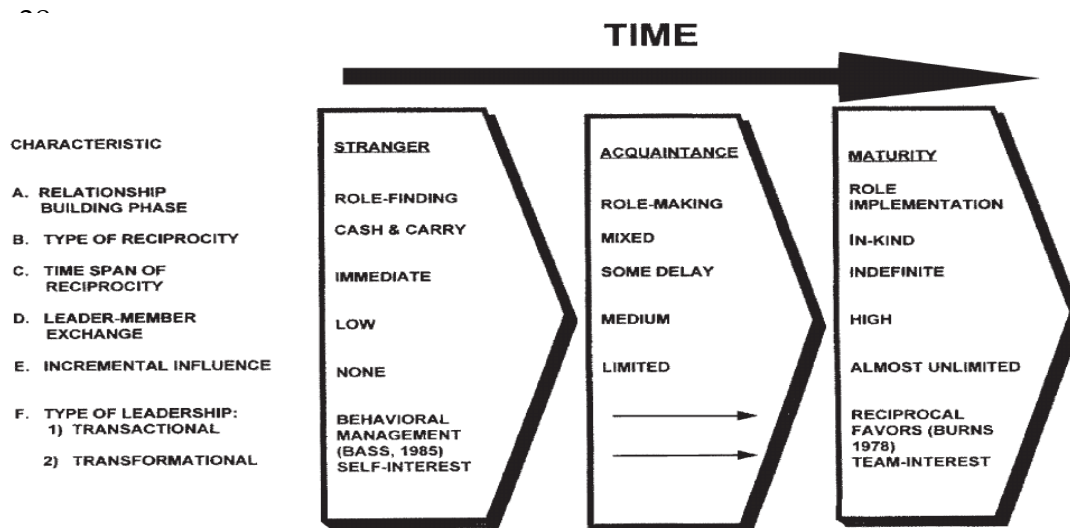 TIME
CHARACTERISTIC
A. RELATIONSHIP
BUILDING PHASE
B. TYPE OF RECIPROCITY
C. TIME SPAN OF
RECIPROCITY
D. LEADER-MEMBER
EXCHANGE
E. INCREMENTAL INFLUENCE
F. TYPE OF LEADERSHIP:
1) TRANSACTIONAL
2) TRANSFORMATIONAL
STRANGER
ROLE-FINDING
CASH & CARRY
IMMEDIATE
LOW
NONE
BEHAVIORAL
MANAGEMENT
(BASS, 1985)
SELF-INTEREST
ACQUAINTANCE
ROLE-MAKING
MIXED
SOME DELAY
MEDIUM
LIMITED
MATURITY
ROLE
IMPLEMENTATION
IN-KIND
INDEFINITE
HIGH
ALMOST UNLIMITED
RECIPROCAL
FAVORS (BURNS
1978)
TEAM-INTEREST